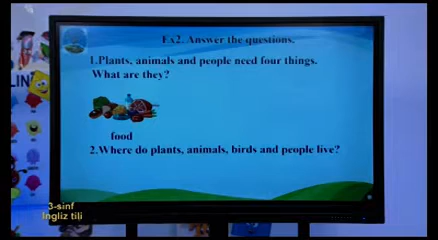 Ex2. Answer the questions.
1.Plants, animals and people need four things.
What are they?
food
2.Where do plants, animals, birds and people live?
LIN
3-sinf
Ingliz tili